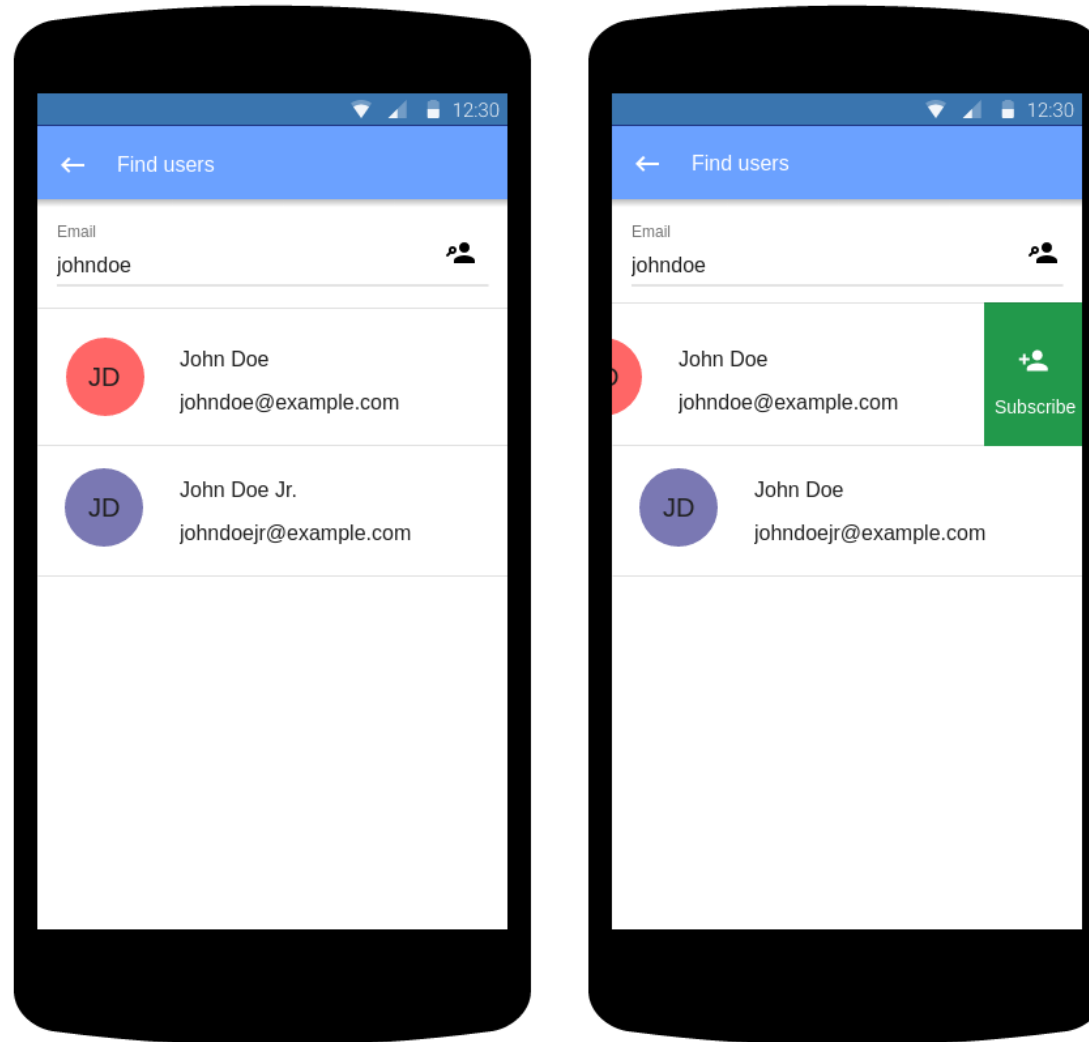 12:30
Find users
Email
johndoe
JD
John Doe
johndoe@example.com
JD
John Doe Jr.
johndoejr@example.com
12:30
Find users
Email
johndoe
John Doe
johndoe@example.com
Subscribe
JD
John Doe
johndoejr@example.com